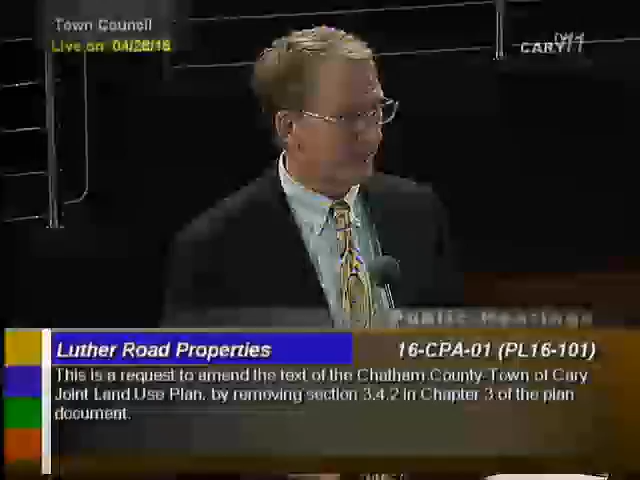 Town Council
Live on 04/28/16
CARY 11
Public Hearings
Luther Road Properties
16-CPA-01 (PL16-101)
This is a request to amend the text of the Chatham County-Town of Cary
Joint Land Use Plan, by removing section 3.4.2 in Chapter 3 of the plan
document.